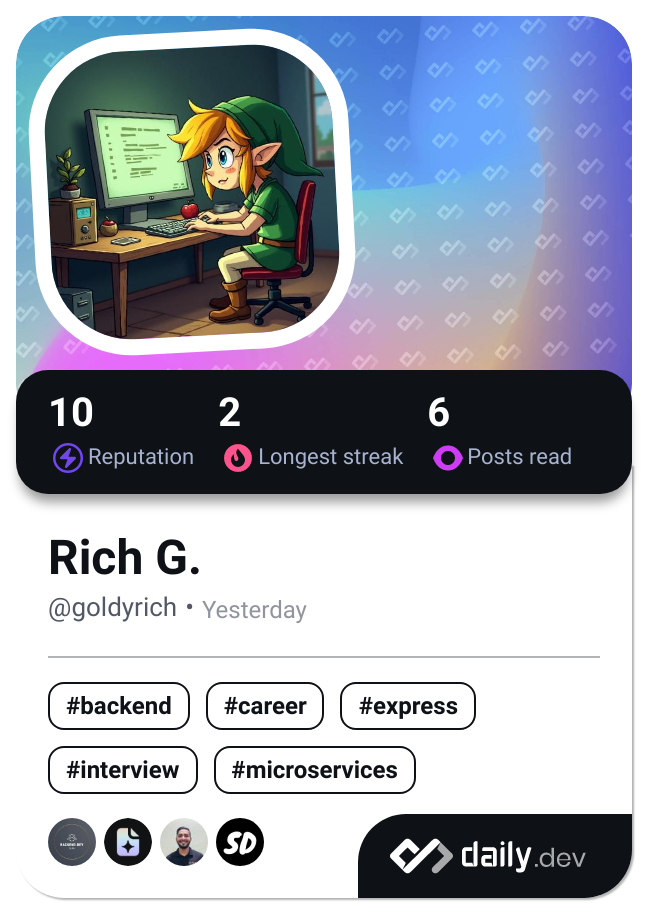 10 2 6
Reputation Longest streak Posts read
Rich G.
@goldyrich • Yesterday
#backend #career #express
#interview #microservices
SD
daily.dev